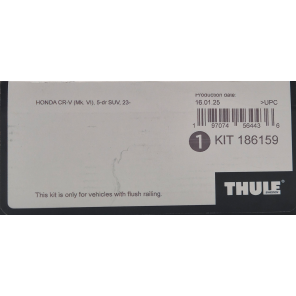 Production date:
HONDA CR-V (Mk. VI), 5-dr SUV, 23-
16.01.25 >UPC
1 97074 56443 6
1 KIT 186159
This kit is only for vehicles with flush railing.
THULE